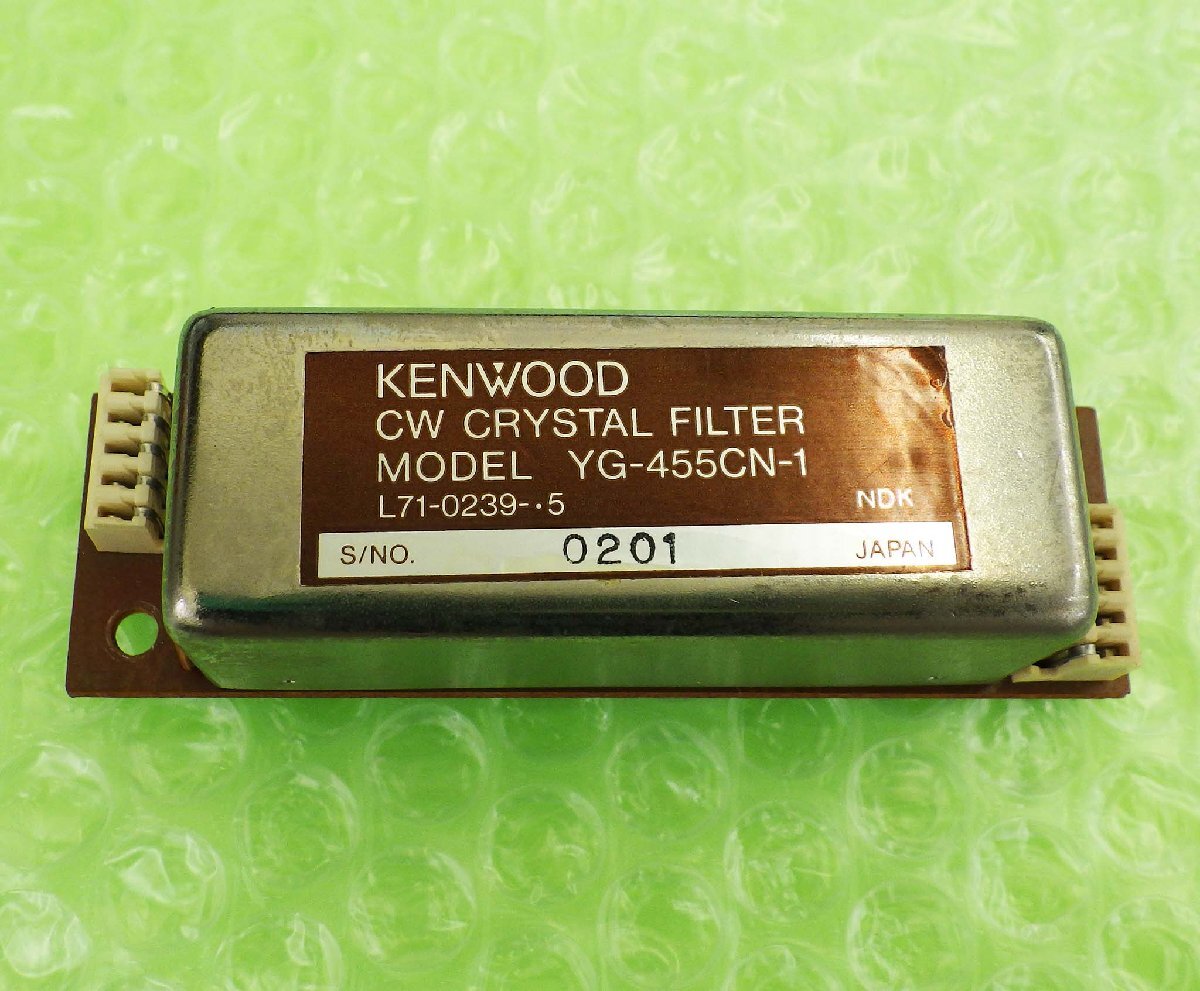 KENWOOD
CW CRYSTAL FILTER
MODEL YG-455CN-1
L71-0239-·5 NDK
S/NO. 0201 JAPAN